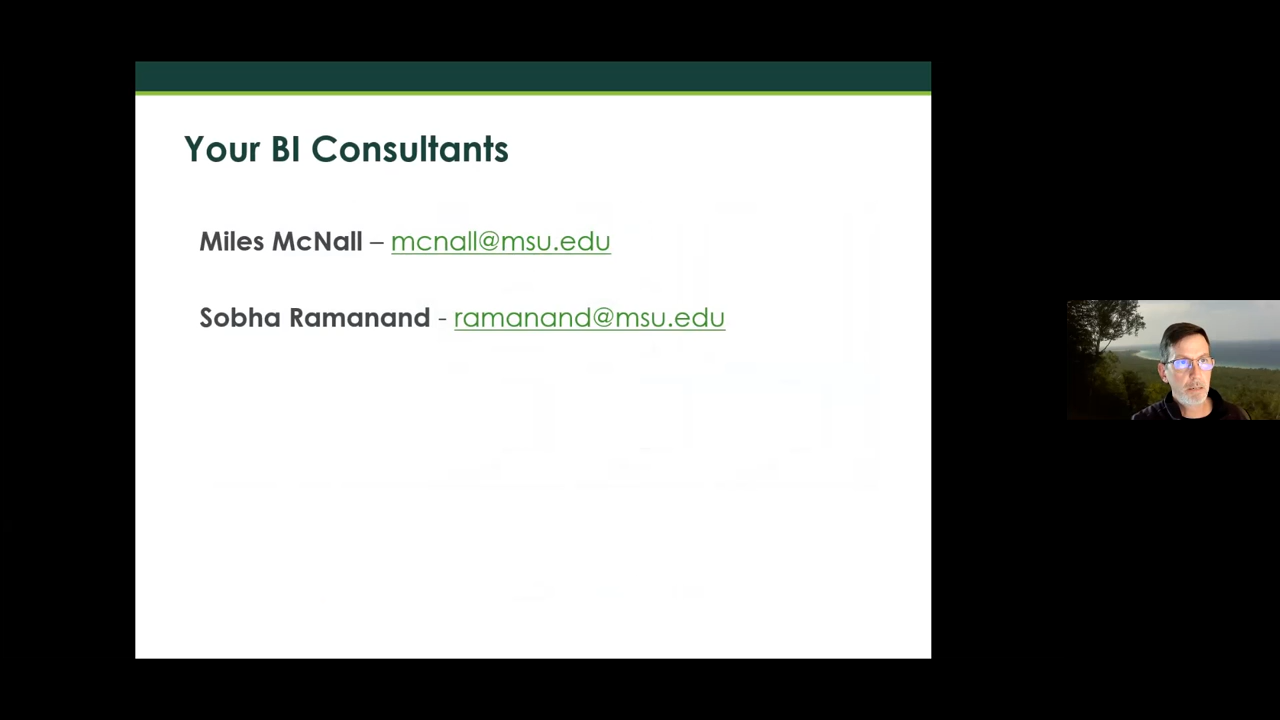 Your BI Consultants
Miles McNall – mcnall@msu.edu
Sobha Ramanand - ramanand@msu.edu